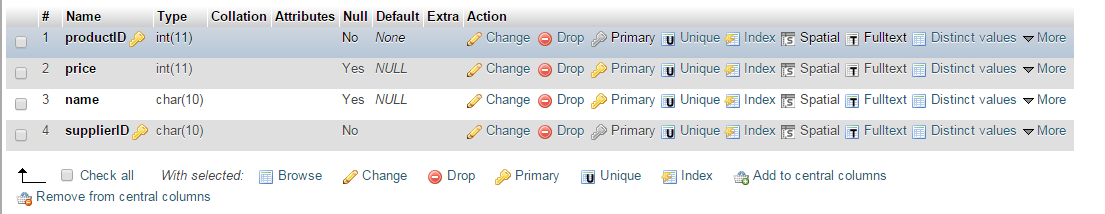 # Name Type Collation Attributes Null Default Extra Action
1 productID int(11) No None Change Drop Primary U Unique Index S Spatial T Fulltext Distinct values More
2 price int(11) Yes NULL Change Drop Primary U Unique Index S Spatial T Fulltext Distinct values More
3 name char(10) Yes NULL Change Drop Primary U Unique Index S Spatial T Fulltext Distinct values More
4 supplierID char(10) No Change Drop Primary U Unique Index S Spatial T Fulltext Distinct values More
Check all With selected: Browse Change Drop Primary U Unique Index Add to central columns
Remove from central columns